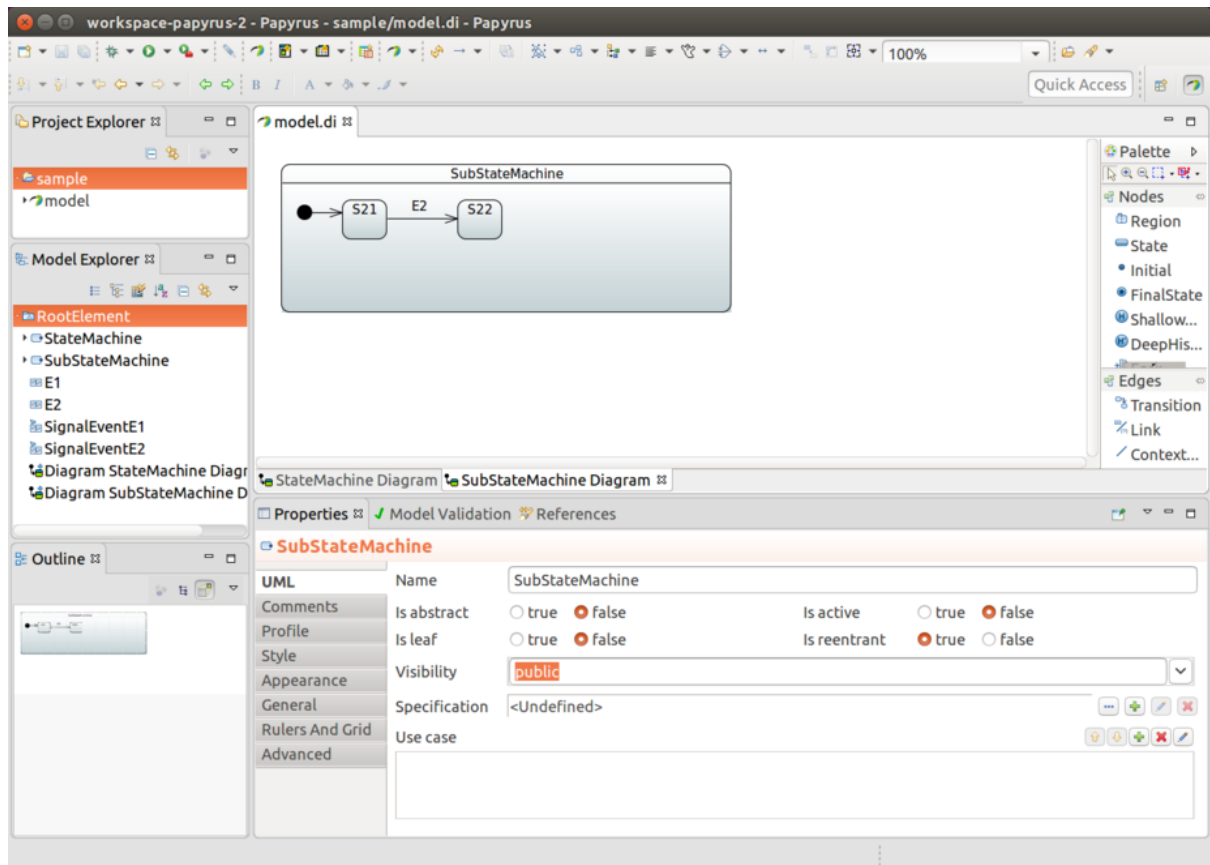 workspace-papyrus-2 - Papyrus - sample/model.di - Papyrus
100%
B I A
Quick Access
Project Explorer
sample
model
Model Explorer
RootElement
StateMachine
SubStateMachine
E1
E2
SignalEventE1
SignalEventE2
Diagram StateMachine Diagr
Diagram SubStateMachine D
Outline
model.di
SubStateMachine
S21
E2
S22
StateMachine Diagram SubStateMachine Diagram
Palette
Nodes
Region
State
Initial
FinalState
Shallow...
DeepHis...
Edges
Transition
Link
Context...
Properties Model Validation References
SubStateMachine
UML
Comments
Profile
Style
Appearance
General
Rulers And Grid
Advanced
Name SubStateMachine
Is abstract true false Is active true false
Is leaf true false Is reentrant true false
Visibility public
Specification <Undefined>
Use case